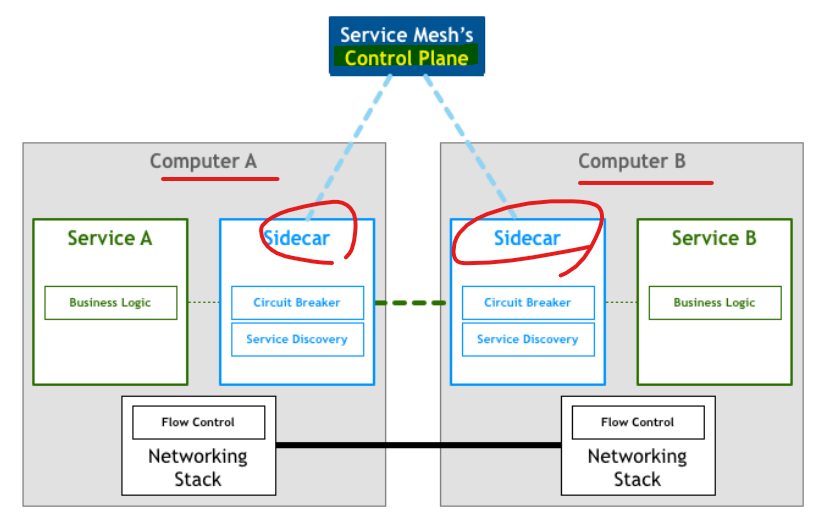 Service Mesh's
Control Plane
Computer A
Computer B
Service A
Sidecar
Sidecar
Service B
Business Logic
Circuit Breaker
Circuit Breaker
Business Logic
Service Discovery
Service Discovery
Flow Control
Flow Control
Networking
Stack
Networking
Stack